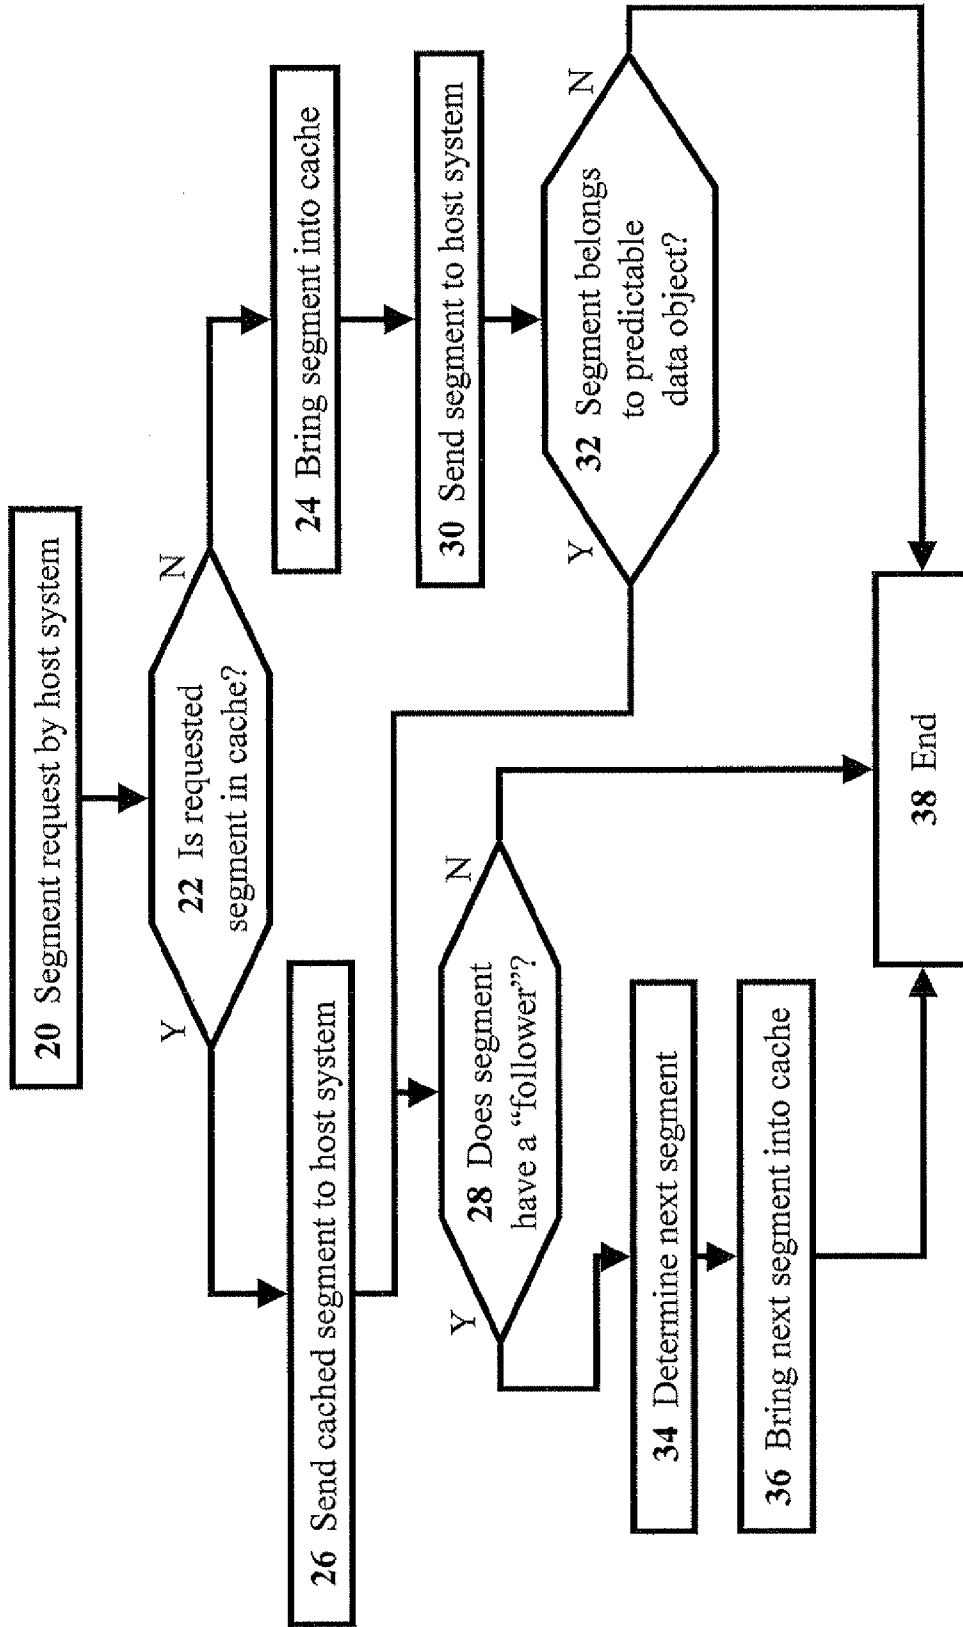 20 Segment request by host system
22 Is requested
segment in cache?
Y
N
26 Send cached segment to host system
24 Bring segment into cache
30 Send segment to host system
28 Does segment
have a “follower”?
Y
N
32 Segment belongs
to predictable
data object?
Y
N
34 Determine next segment
36 Bring next segment into cache
38 End